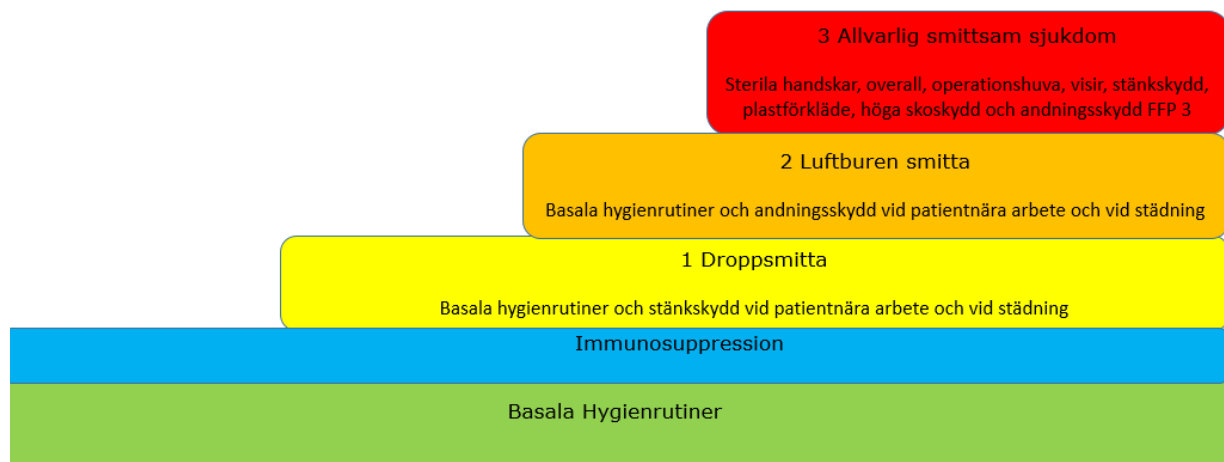 3 Allvarlig smittsam sjukdom
Sterila handskar, overall, operationshuva, visir, stänkskydd,
plastförkläde, höga skoskydd och andningsskydd FFP 3
2 Luftburen smitta
Basala hygienrutiner och andningsskydd vid patientnära arbete och vid städning
1 Droppsmitta
Basala hygienrutiner och stänkskydd vid patientnära arbete och vid städning
Immunosuppression
Basala Hygienrutiner